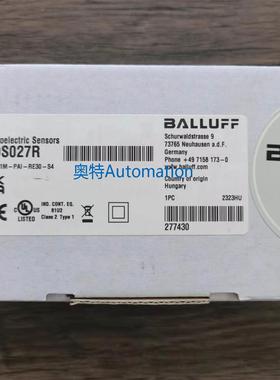 BALLUFF
oelectric Sensors
S027R
1M-PAI-RE30-S4
Schurwaldstrasse 9
73765 Neuhausen a.d.F.
Germany
Phone +49 7158 173-0
balluff.com
奥特Automation
Country of origin
Hungary
1PC
2323HU
277430
UL
LISTED
IND. CONT. EQ.
81U2
Class 2 Type 1